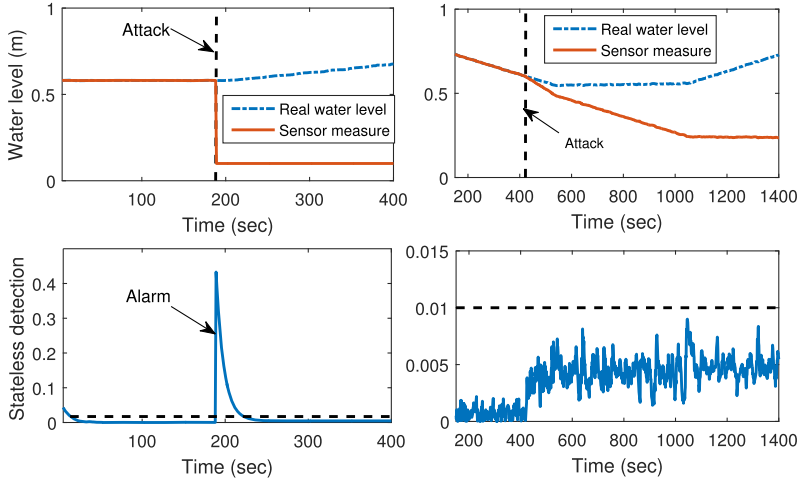 Water level (m)
1
0.5
0
Attack
Real water level
Sensor measure
100 200 300 400
Time (sec)
1
0.5
0
Real water level
Sensor measure
Attack
200 400 600 800 1000 1200 1400
Time (sec)
Stateless detection
0.4
0.3
0.2
0.1
0
Alarm
100 200 300 400
Time (sec)
0.015
0.01
0.005
0
200 400 600 800 1000 1200 1400
Time (sec)